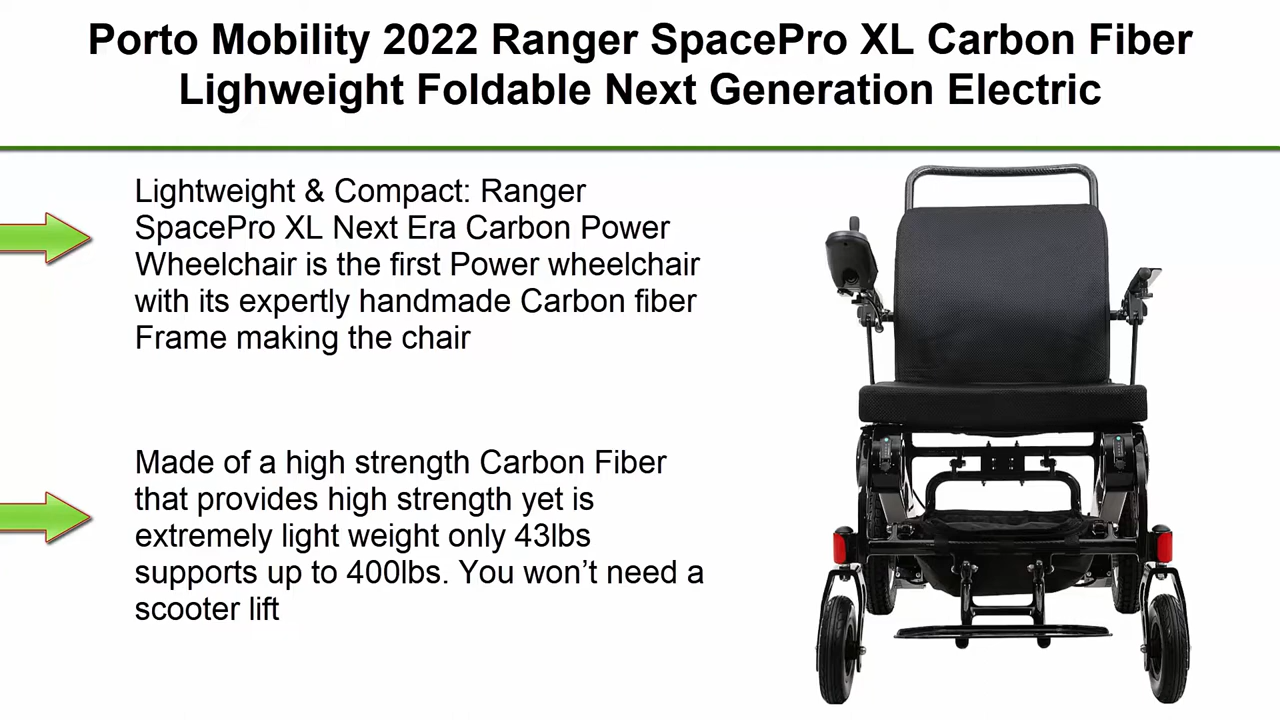 Porto Mobility 2022 Ranger SpacePro XL Carbon Fiber
Lighweight Foldable Next Generation Electric
Lightweight & Compact: Ranger
SpacePro XL Next Era Carbon Power
Wheelchair is the first Power wheelchair
with its expertly handmade Carbon fiber
Frame making the chair
Made of a high strength Carbon Fiber
that provides high strength yet is
extremely light weight only 43lbs
supports up to 400lbs. You won’t need a
scooter lift